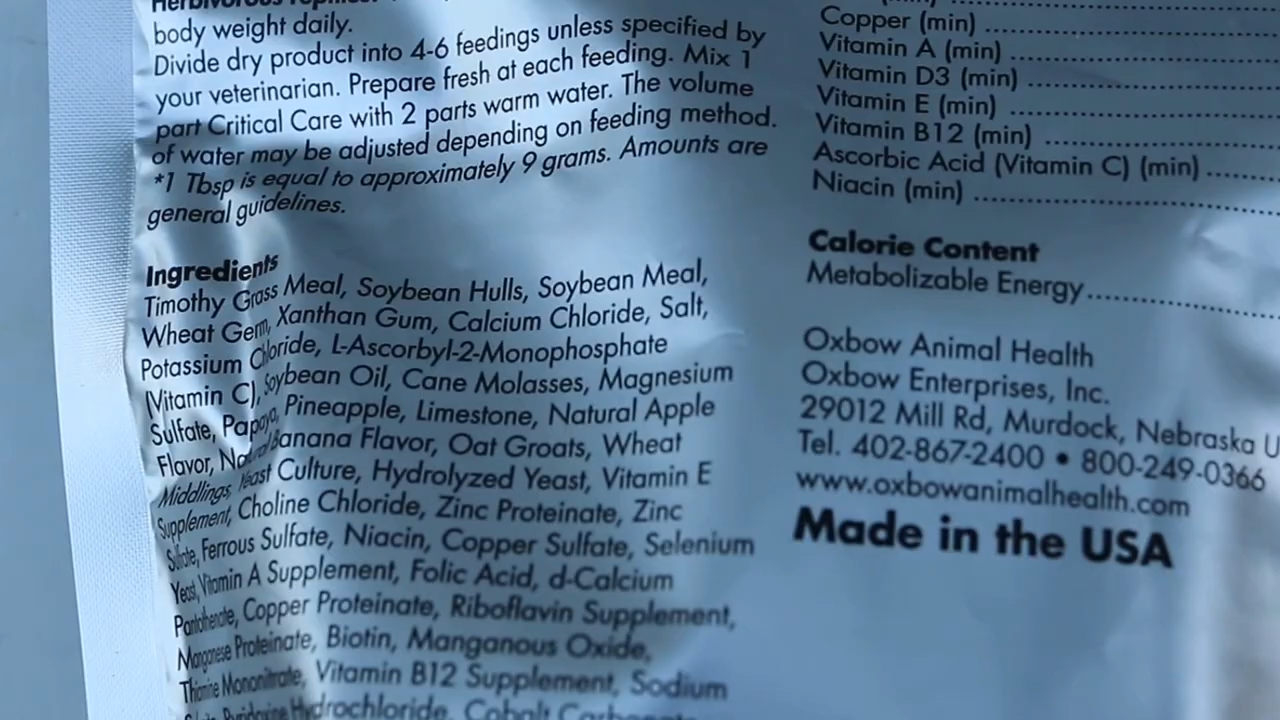 Herbivorous
body weight daily.
Divide dry product into 4-6 feedings unless specified by
your veterinarian. Prepare fresh at each feeding. Mix 1
part Critical Care with 2 parts warm water. The volume
of water may be adjusted depending on feeding method.
*1 Tbsp is equal to approximately 9 grams. Amounts are
general guidelines.
Ingredients
Timothy Grass Meal, Soybean Hulls, Soybean Meal,
Wheat Germ, Xanthan Gum, Calcium Chloride, Salt,
Potassium Chloride, L-Ascorbyl-2-Monophosphate
(Vitamin C), Soybean Oil, Cane Molasses, Magnesium
Sulfate, Papaya, Pineapple, Limestone, Natural Apple
Flavor, Natural Banana Flavor, Oat Groats, Wheat
Middlings, Yeast Culture, Hydrolyzed Yeast, Vitamin E
Supplement, Choline Chloride, Zinc Proteinate, Zinc
Sulfate, Ferrous Sulfate, Niacin, Copper Sulfate, Selenium
Yeast, Vitamin A Supplement, Folic Acid, d-Calcium
Pantothenate, Copper Proteinate, Riboflavin Supplement,
Manganese Proteinate, Biotin, Manganous Oxide,
Thiamine Mononitrate, Vitamin B12 Supplement, Sodium
Pyridoxine Hydrochloride, Cobalt Carbonate
Copper (min)
Vitamin A (min)
Vitamin D3 (min)
Vitamin E (min)
Vitamin B12 (min)
Ascorbic Acid (Vitamin C) (min)
Niacin (min)
Calorie Content
Metabolizable Energy
Oxbow Animal Health
Oxbow Enterprises, Inc.
29012 Mill Rd, Murdock, Nebraska U
Tel. 402-867-2400 • 800-249-0366
www.oxbowanimalhealth.com
Made in the USA